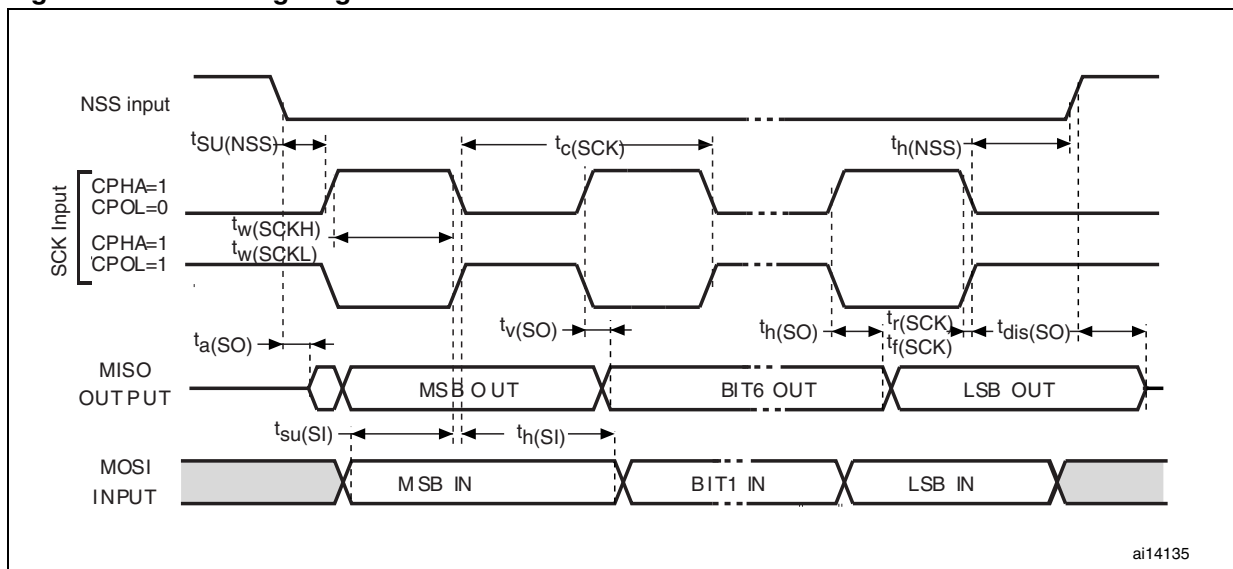 NSS input
tSU(NSS)
tc(SCK)
th(NSS)
SCK Input
CPHA=1
CPOL=0
tw(SCKH)
CPHA=1
tw(SCKL)
CPOL=1
ta(SO)
tv(SO)
th(SO)
tr(SCK)
tf(SCK)
tdis(SO)
MISO
OUTPUT
MSB OUT
BIT6 OUT
LSB OUT
tsu(SI)
th(SI)
MOSI
INPUT
MSB IN
BIT1 IN
LSB IN
ai14135